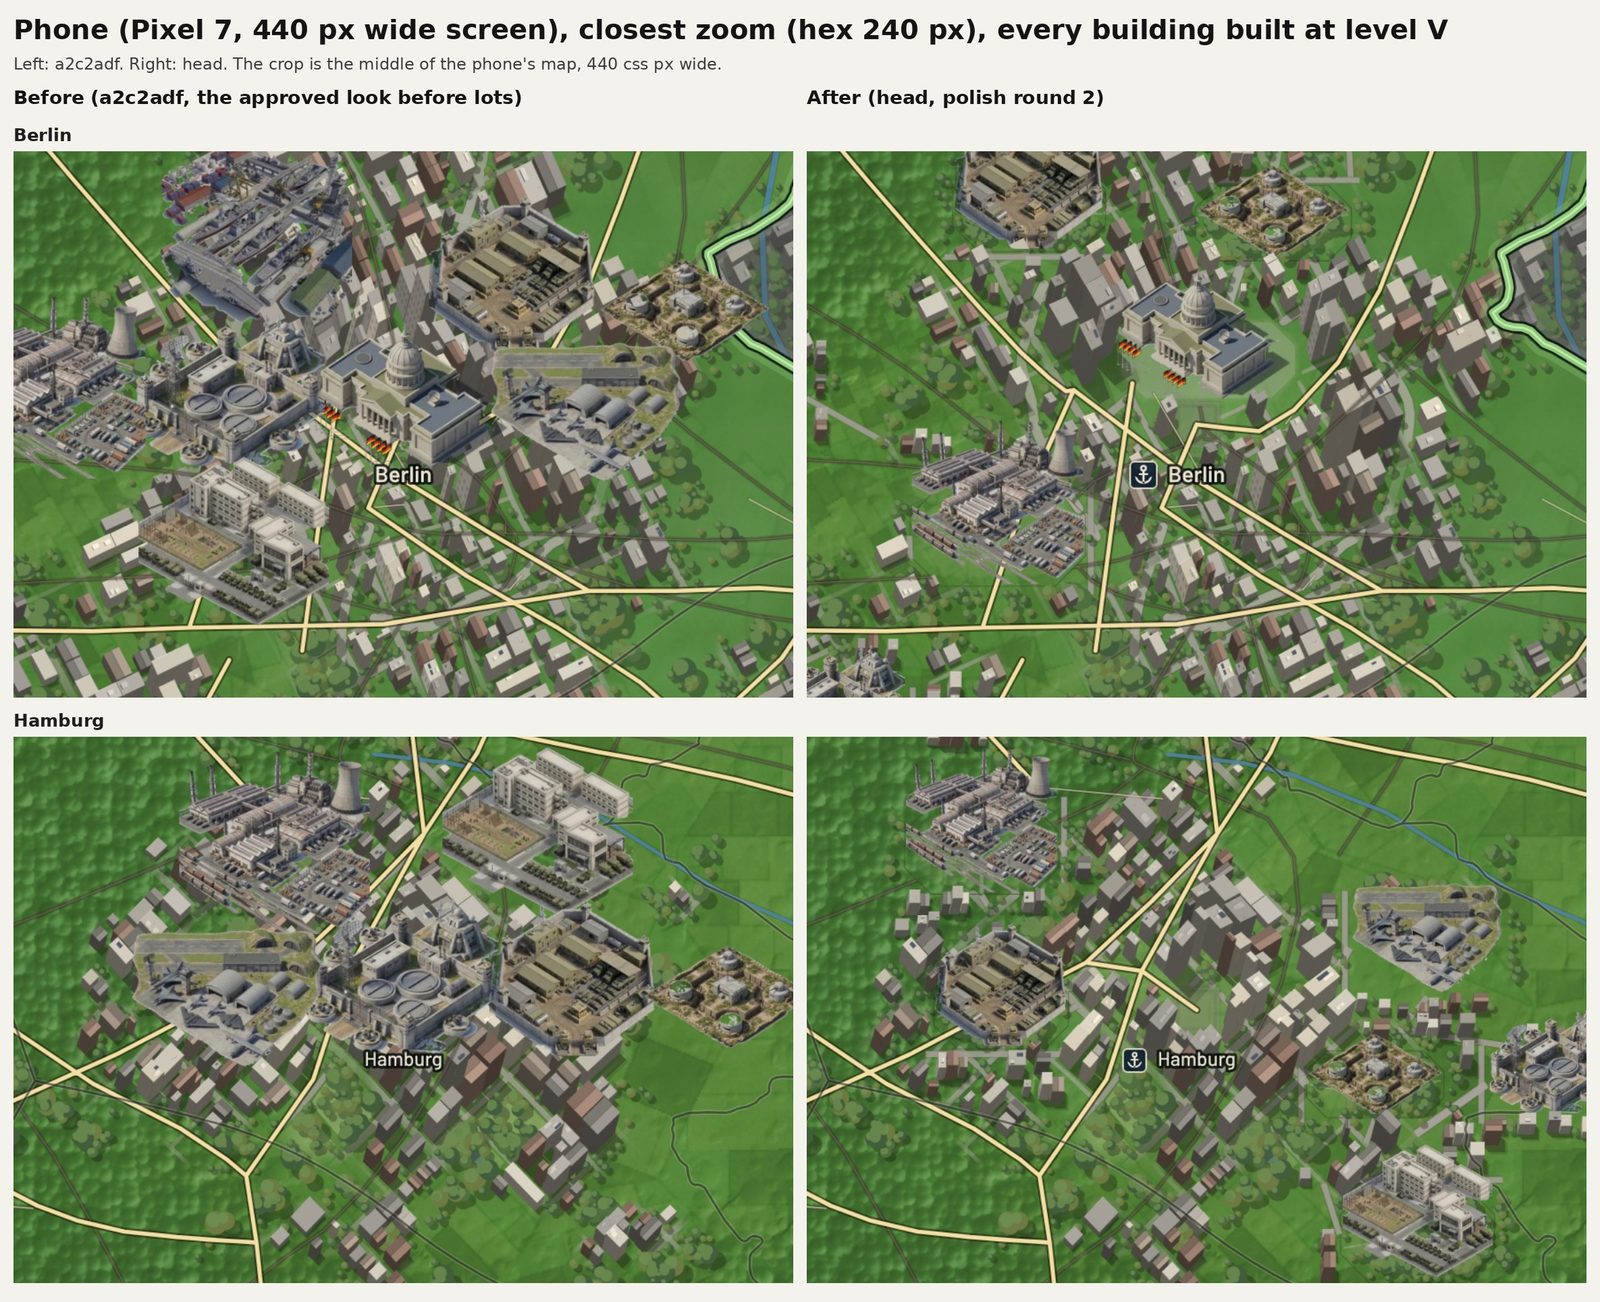 Phone (Pixel 7, 440 px wide screen), closest zoom (hex 240 px), every building built at level V
Left: a2c2adf. Right: head. The crop is the middle of the phone's map, 440 css px wide.
Before (a2c2adf, the approved look before lots)
After (head, polish round 2)
Berlin
Berlin
Berlin
Hamburg
Hamburg
Hamburg